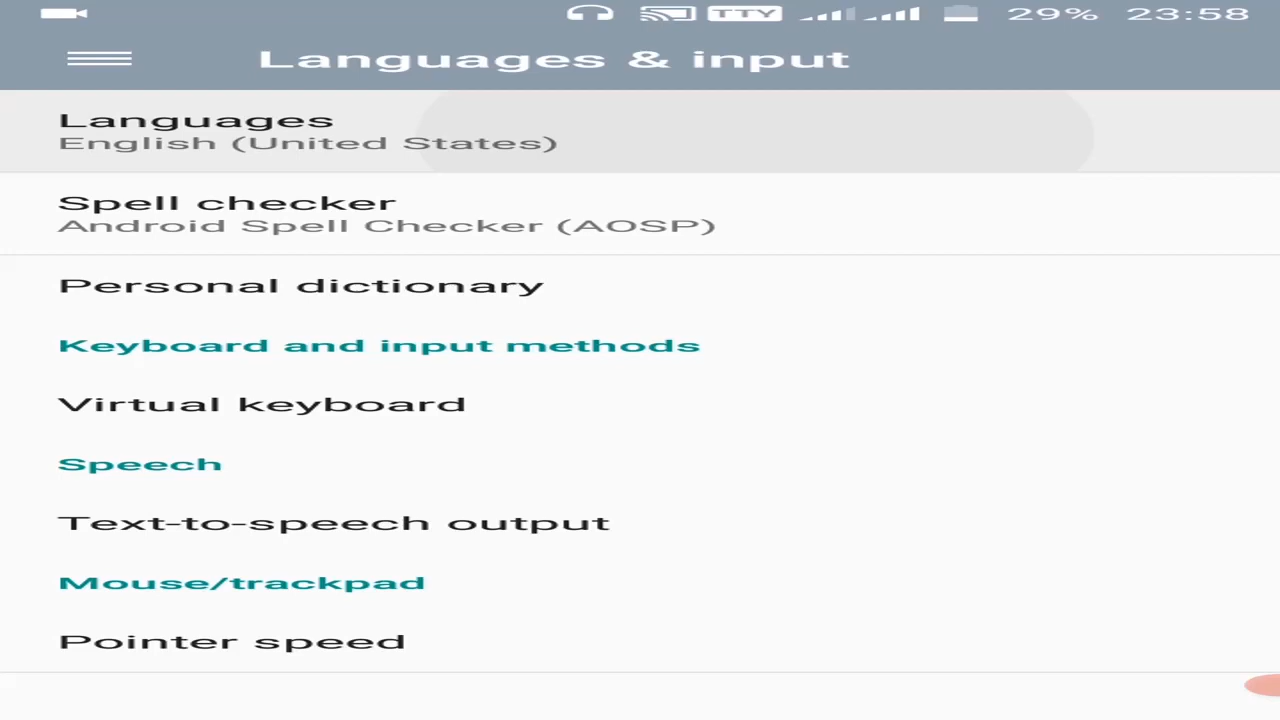 TTY 29% 23:58
Languages & input
Languages
English (United States)
Spell checker
Android Spell Checker (AOSP)
Personal dictionary
Keyboard and input methods
Virtual keyboard
Speech
Text-to-speech output
Mouse/trackpad
Pointer speed